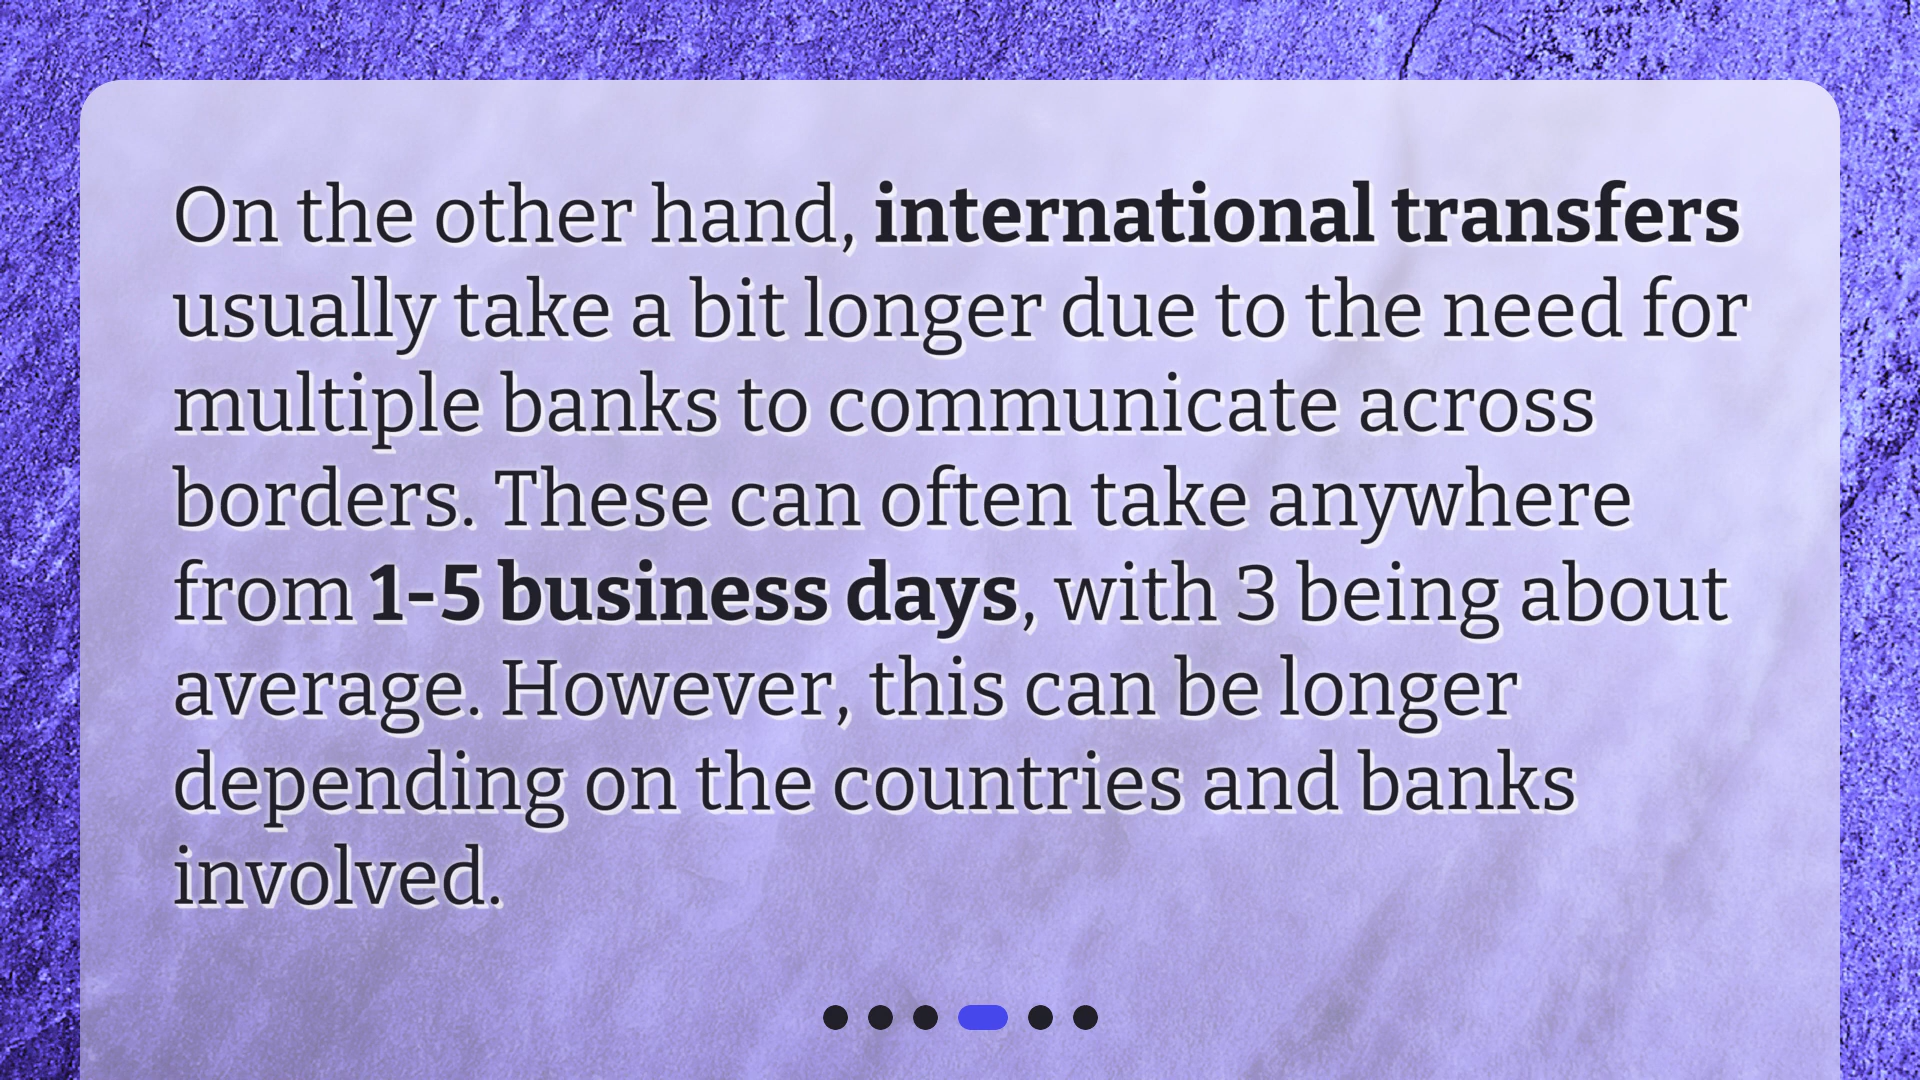 On the other hand, international transfers
usually take a bit longer due to the need for
multiple banks to communicate across
borders. These can often take anywhere
from 1-5 business days, with 3 being about
average. However, this can be longer
depending on the countries and banks
involved.